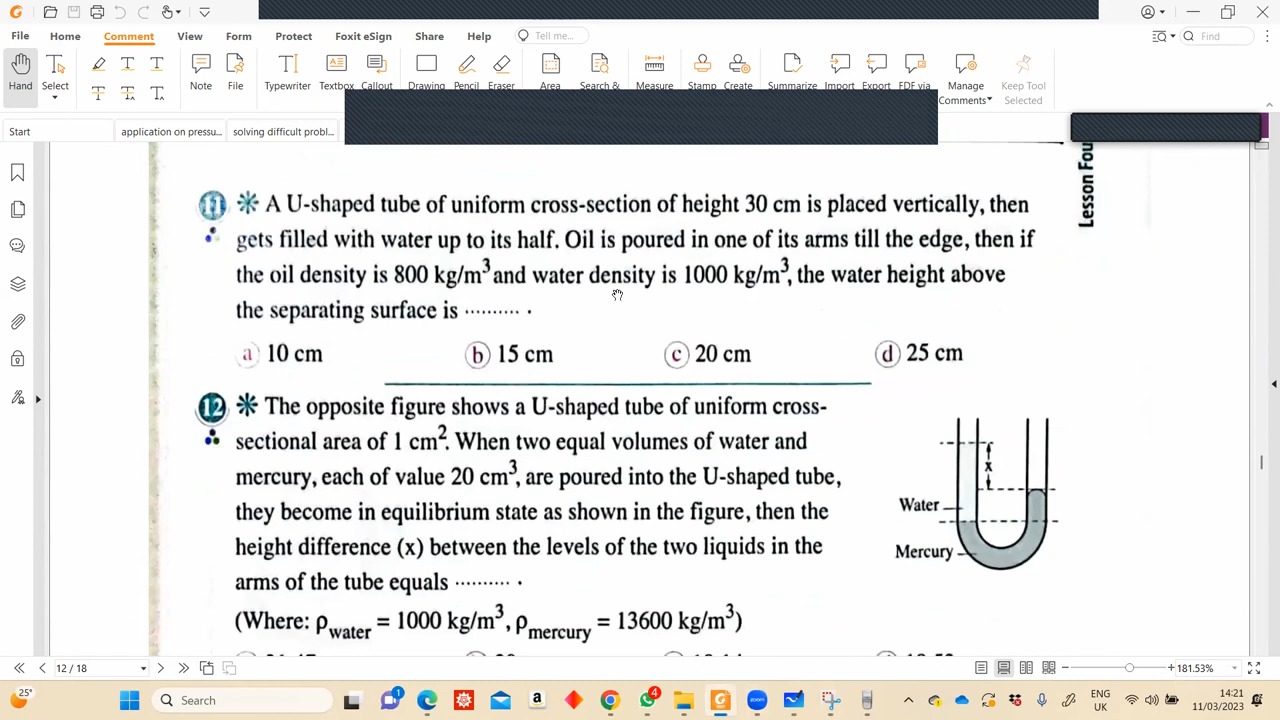 File Home Comment View Form Protect Foxit eSign Share Help Tell me... Find
Hand Select Note File Typewriter Textbox Callout Drawing Pencil Eraser Area Search & Measure Stamp Create Summarize Import Export FDF via Manage Comments Keep Tool Selected
Start application on pressu... solving difficult probl...
Lesson Fou
11 * A U-shaped tube of uniform cross-section of height 30 cm is placed vertically, then
gets filled with water up to its half. Oil is poured in one of its arms till the edge, then if
the oil density is 800 kg/m³ and water density is 1000 kg/m³, the water height above
the separating surface is .......... .
a 10 cm b 15 cm c 20 cm d 25 cm
12 * The opposite figure shows a U-shaped tube of uniform cross-
sectional area of 1 cm². When two equal volumes of water and
mercury, each of value 20 cm³, are poured into the U-shaped tube,
they become in equilibrium state as shown in the figure, then the
height difference (x) between the levels of the two liquids in the
arms of the tube equals .......... .
(Where: ρwater = 1000 kg/m³, ρmercury = 13600 kg/m³)
x
Water
Mercury
12 / 18 181.53%
25° Search 1 4 ENG 14:21
UK 11/03/2023